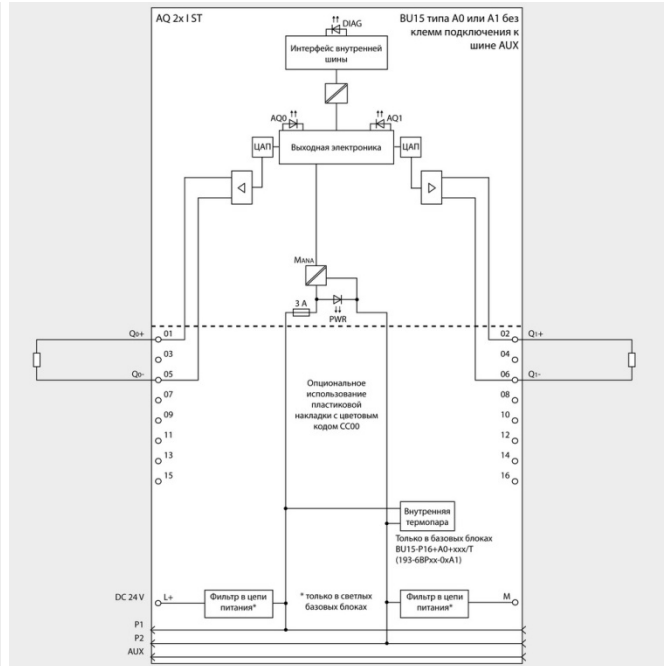 AQ 2x I ST
BU15 типа A0 или A1 без
клемм подключения к
шине AUX
DIAG
Интерфейс внутренней
шины
AQ0
AQ1
ЦАП
Выходная электроника
ЦАП
MANA
3 A
PWR
Q0+
01
02
Q1+
03
04
Q0-
05
06
Q1-
07
08
09
10
11
12
13
14
15
16
Опциональное
использование
пластиковой
накладки с цветовым
кодом CC00
Внутренняя
термопара
Только в базовых блоках
BU15-P16+A0+xxx/T
(193-6BPxx-0xA1)
DC 24 V
L+
Фильтр в цепи
питания*
* только в светлых
базовых блоках
Фильтр в цепи
питания*
M
P1
P2
AUX